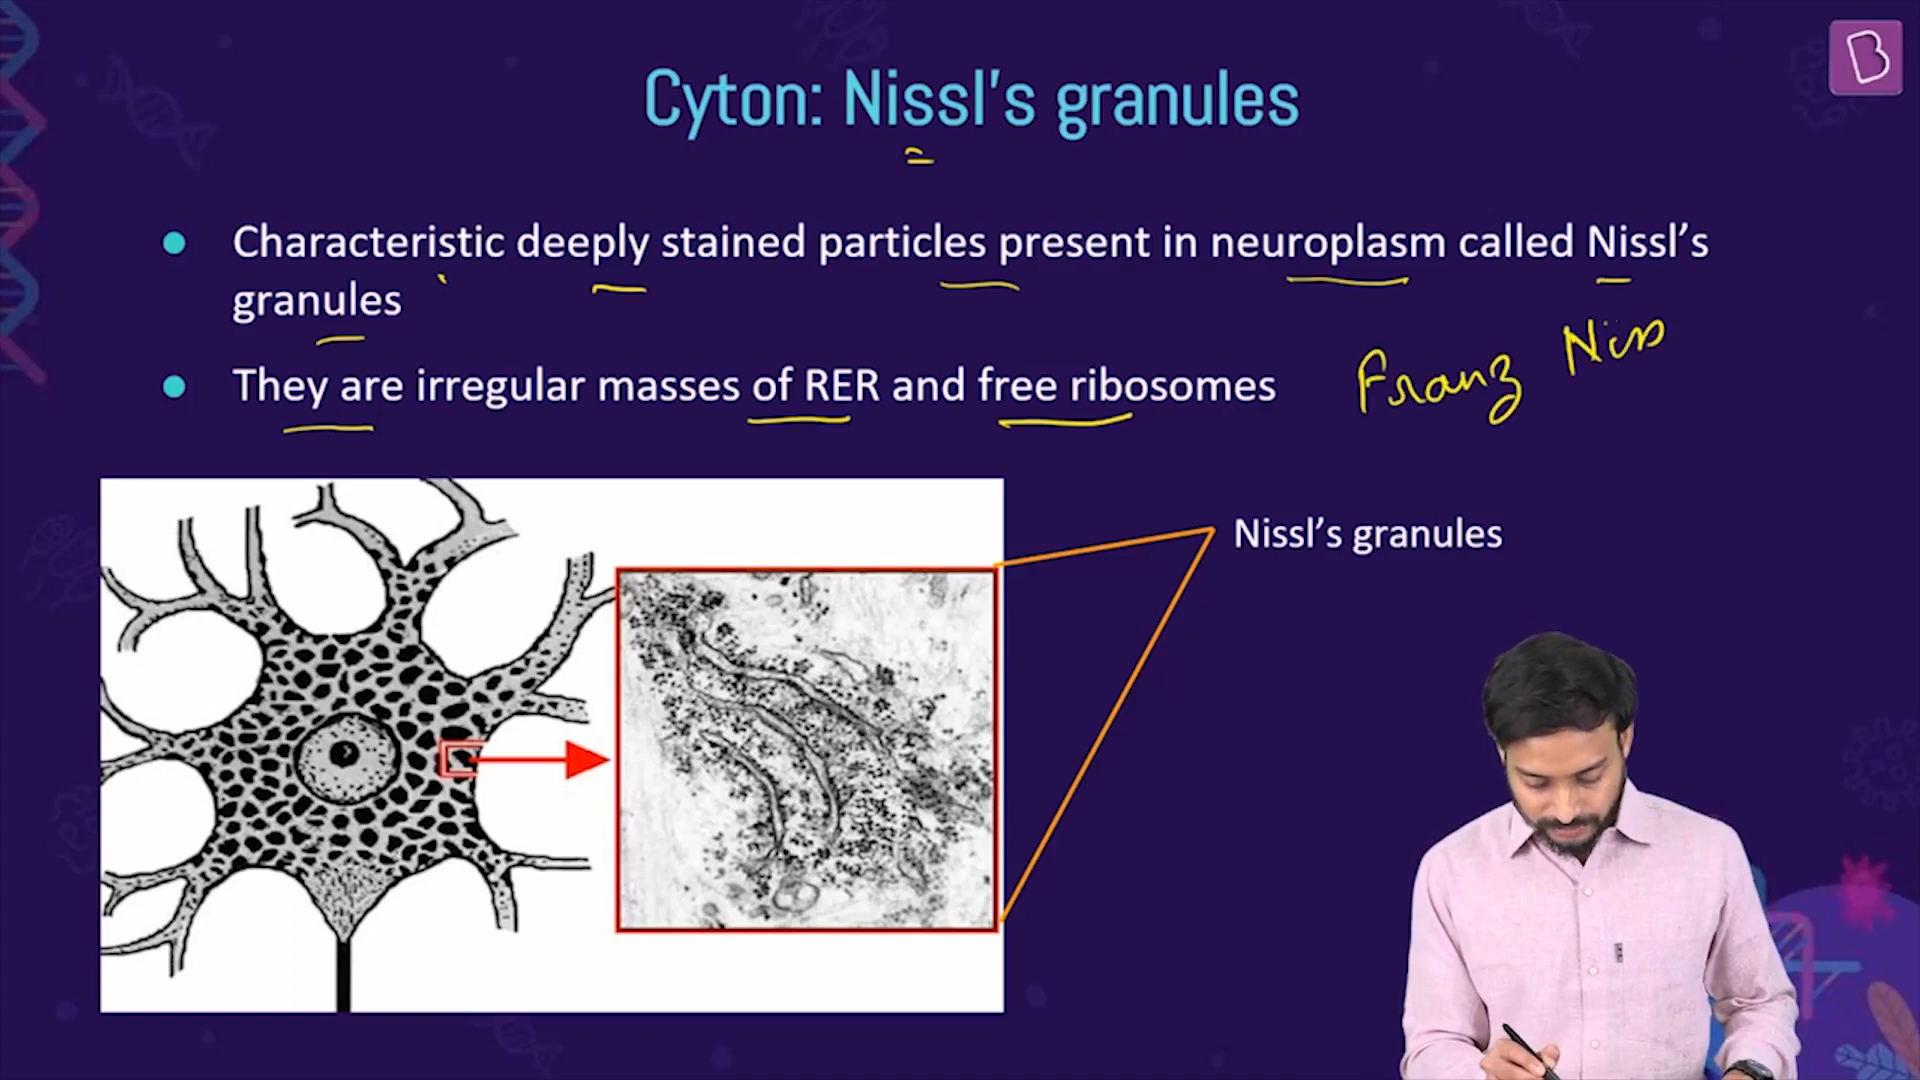 Cyton: Nissl’s granules
Characteristic deeply stained particles present in neuroplasm called Nissl’s
granules
They are irregular masses of RER and free ribosomes
Franz Niss
Nissl’s granules
B